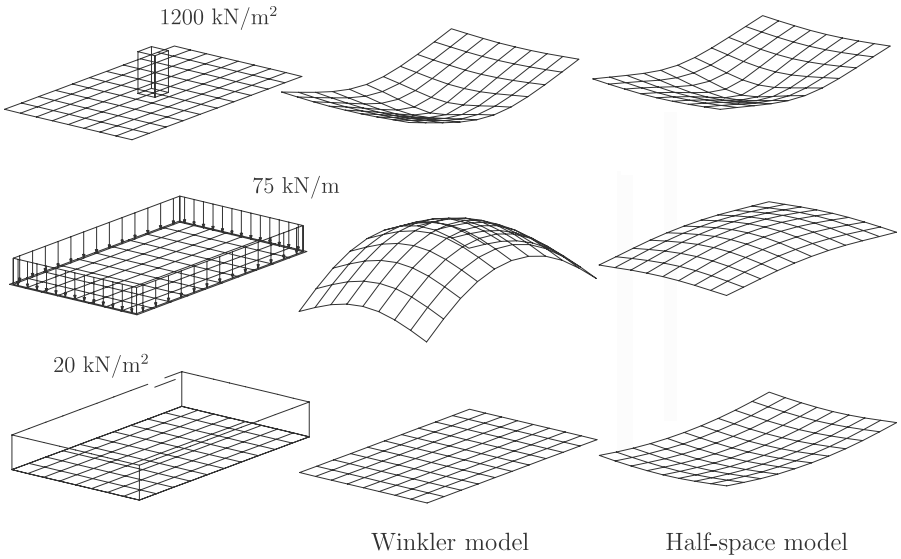 1200 kN/m²
75 kN/m
20 kN/m²
Winkler model
Half-space model